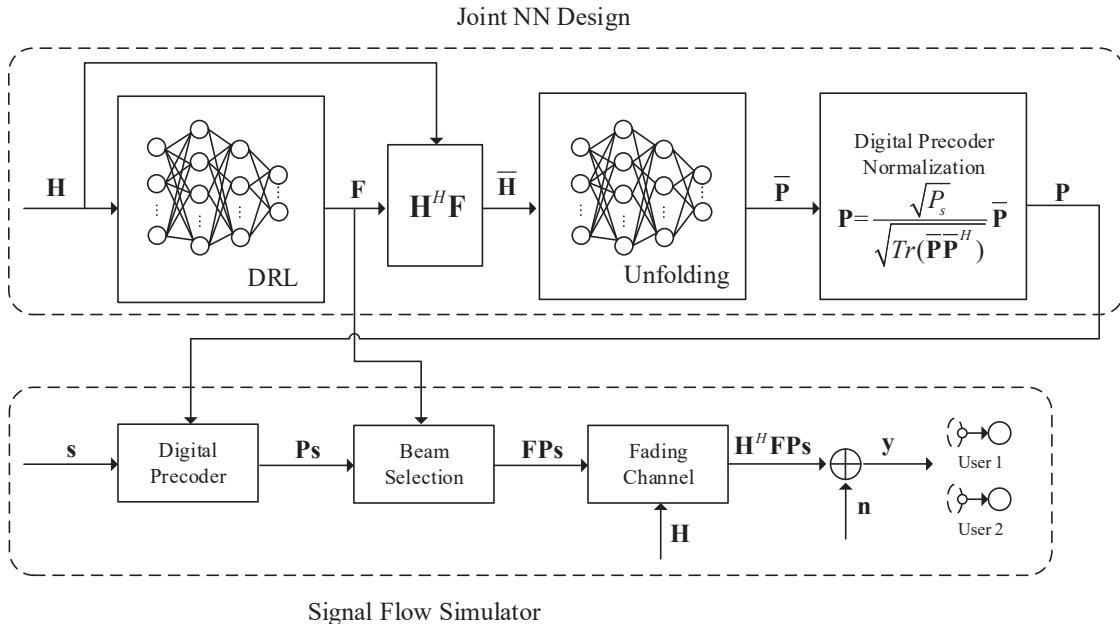 Joint NN Design
H
DRL
F
H^H F
H̅
Unfolding
P̅
Digital Precoder
Normalization
P = √P_s / √Tr(P̅P̅^H) P̅
P
s
Digital
Precoder
Ps
Beam
Selection
FPs
Fading
Channel
H
H^H FPs
n
y
User 1
User 2
Signal Flow Simulator